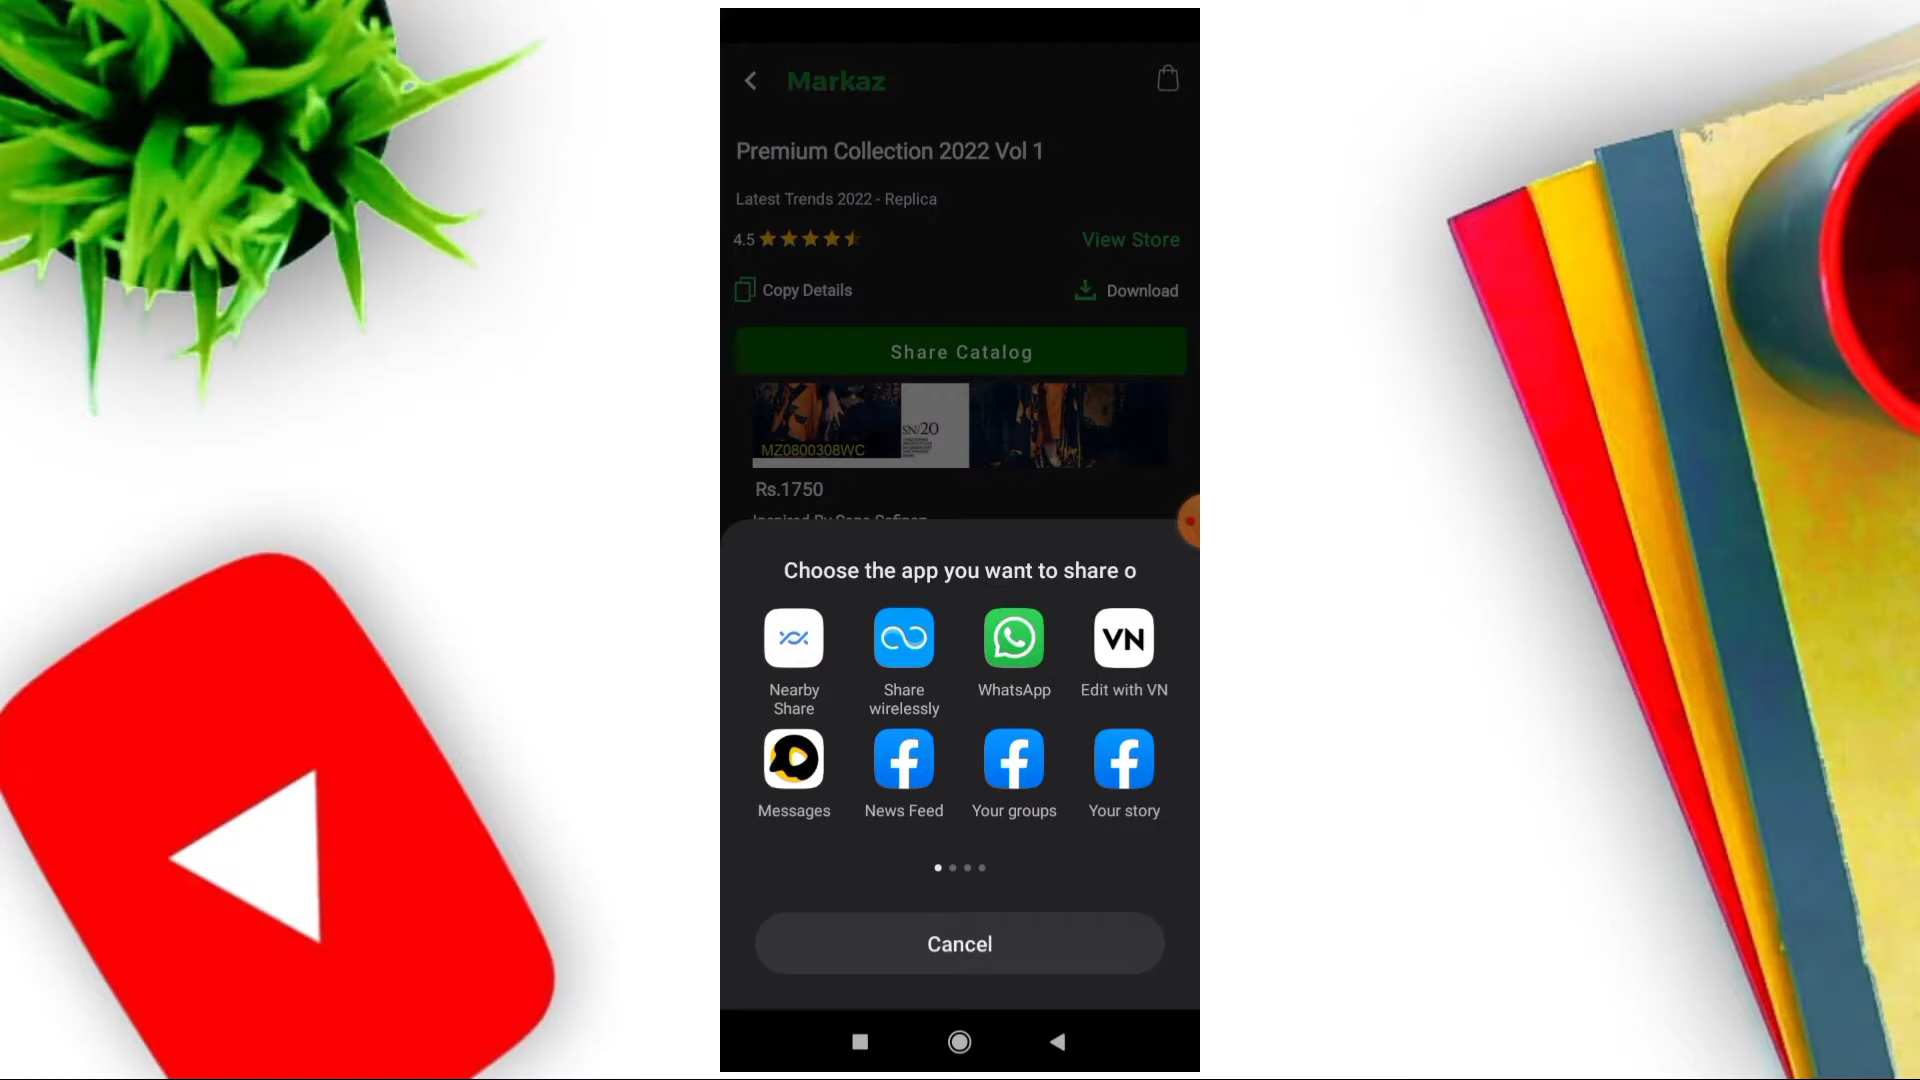 Markaz
Premium Collection 2022 Vol 1
Latest Trends 2022 - Replica
4.5
View Store
Copy Details
Download
Share Catalog
SN/20
MZ0800308WC
Rs.1750
Choose the app you want to share o
Nearby
Share
Share
wirelessly
WhatsApp
VN
Edit with VN
Messages
News Feed
Your groups
Your story
Cancel